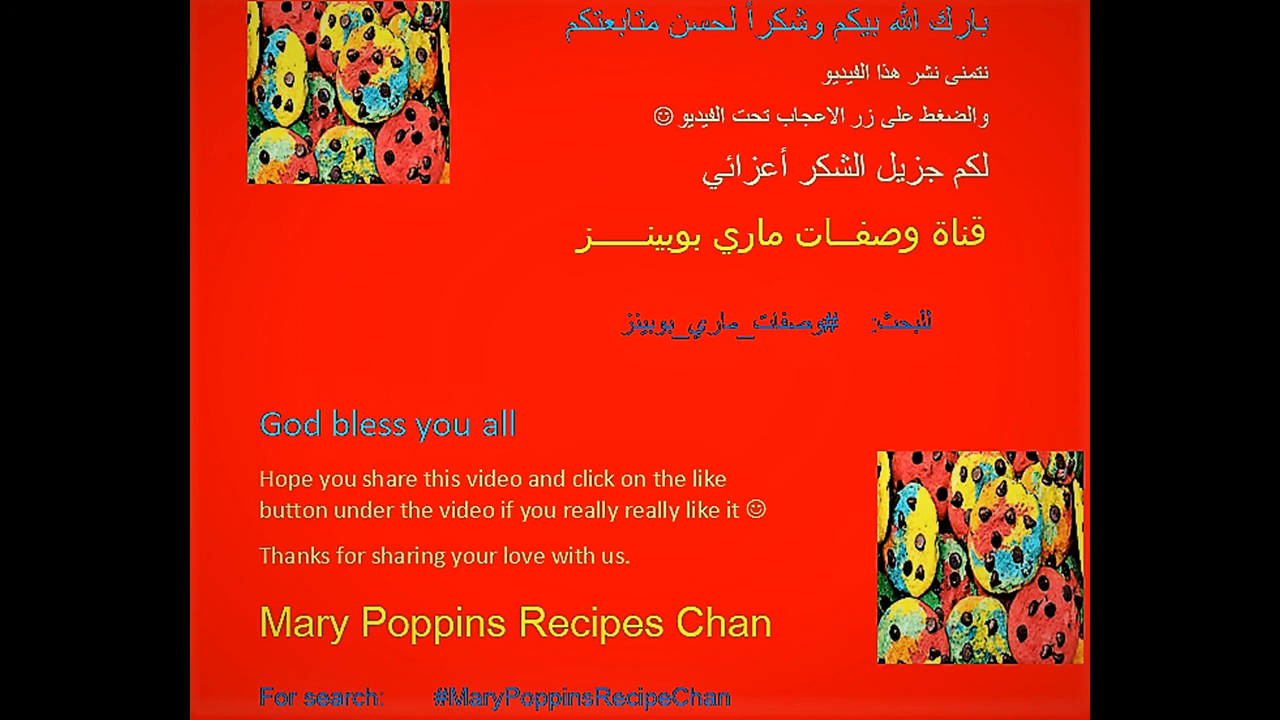 بارك الله بيكم وشكراً لحسن متابعتكم
نتمنى نشر هذا الفيديو
والضغط على زر الاعجاب تحت الفيديو ☺
لكم جزيل الشكر أعزائي
قناة وصفــات ماري بوبينـــــز
للبحث: #وصفات_ماري_بوبينز
God bless you all
Hope you share this video and click on the like
button under the video if you really really like it ☺
Thanks for sharing your love with us.
Mary Poppins Recipes Chan
For search: #MaryPoppinsRecipeChan